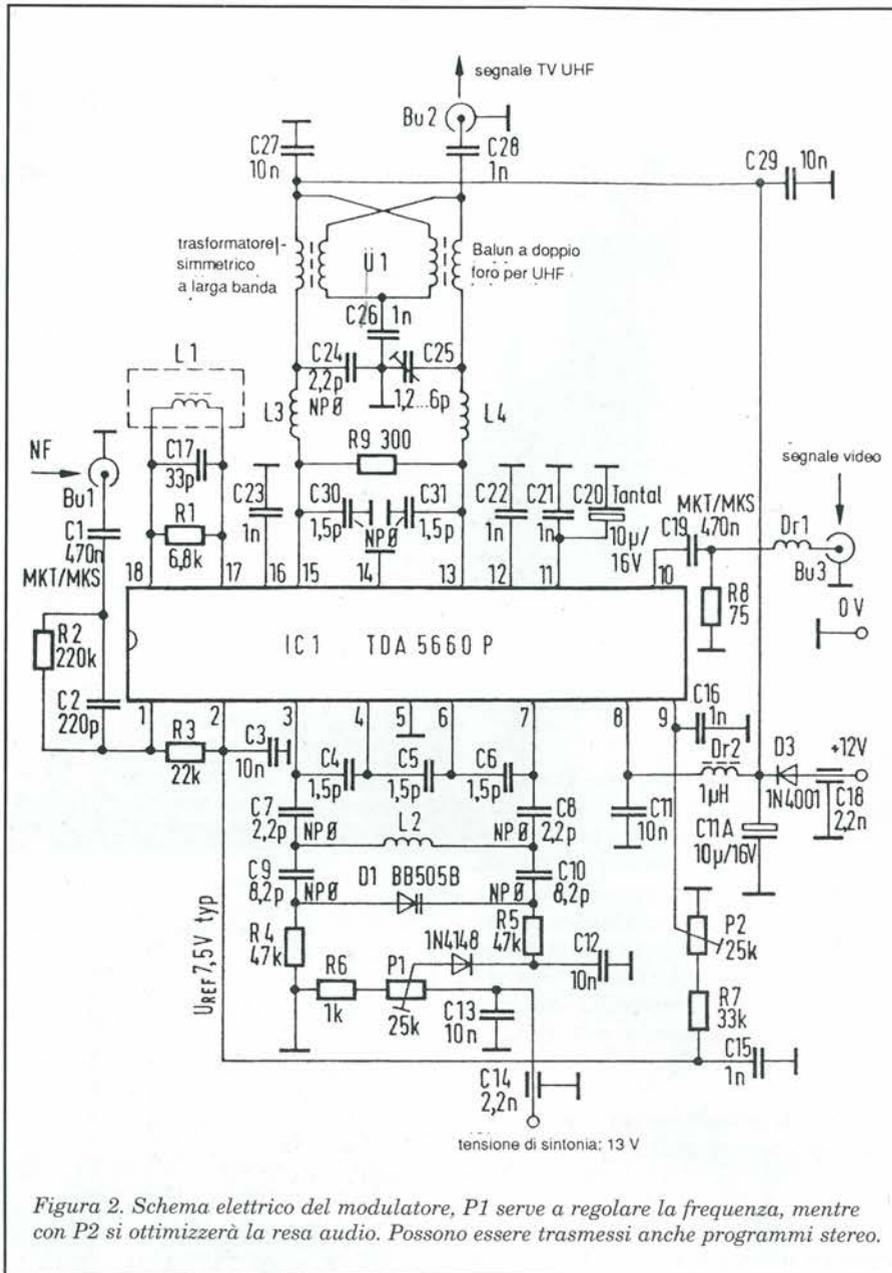 segnale TV UHF
Bu2
C27
10n
C28
1n
C29
10n
trasformatore
simmetrico
a larga banda
Ü1
Balun a doppio
foro per UHF
C26
1n
C24
2,2p
NPØ
C25
1,2...6p
L1
L3
L4
NF
Bu1
C17
33p
R1
6,8k
C23
1n
R9 300
C30
1,5p
C31
1,5p
NPØ
C22
1n
C21
1n
C20
Tantal
10µ/
16V
segnale video
MKT/MKS
C19
470n
Dr1
Bu3
R8
75
0V
C1
470n
MKT/MKS
18
17
16
15
14
13
12
11
10
IC1 TDA 5660 P
R2
220k
C2
220p
1
2
3
4
5
6
7
8
9
R3
22k
C3
10n
C4
1,5p
C5
1,5p
C6
1,5p
C16
1n
Dr2
1µH
D3
1N4001
+12V
C18
2,2n
C7
2,2p
NPØ
L2
C8
2,2p
NPØ
C11
10n
C11A
10µ/16V
C9
8,2p
NPØ
D1 BB505B
C10
8,2p
NPØ
UREF 7,5V typ
R4
47k
R5
47k
1N4148
C12
10n
P2
25k
R6
1k
P1
25k
C13
10n
R7
33k
C15
1n
C14
2,2n
tensione di sintonia: 13 V
Figura 2. Schema elettrico del modulatore, P1 serve a regolare la frequenza, mentre
con P2 si ottimizzerà la resa audio. Possono essere trasmessi anche programmi stereo.